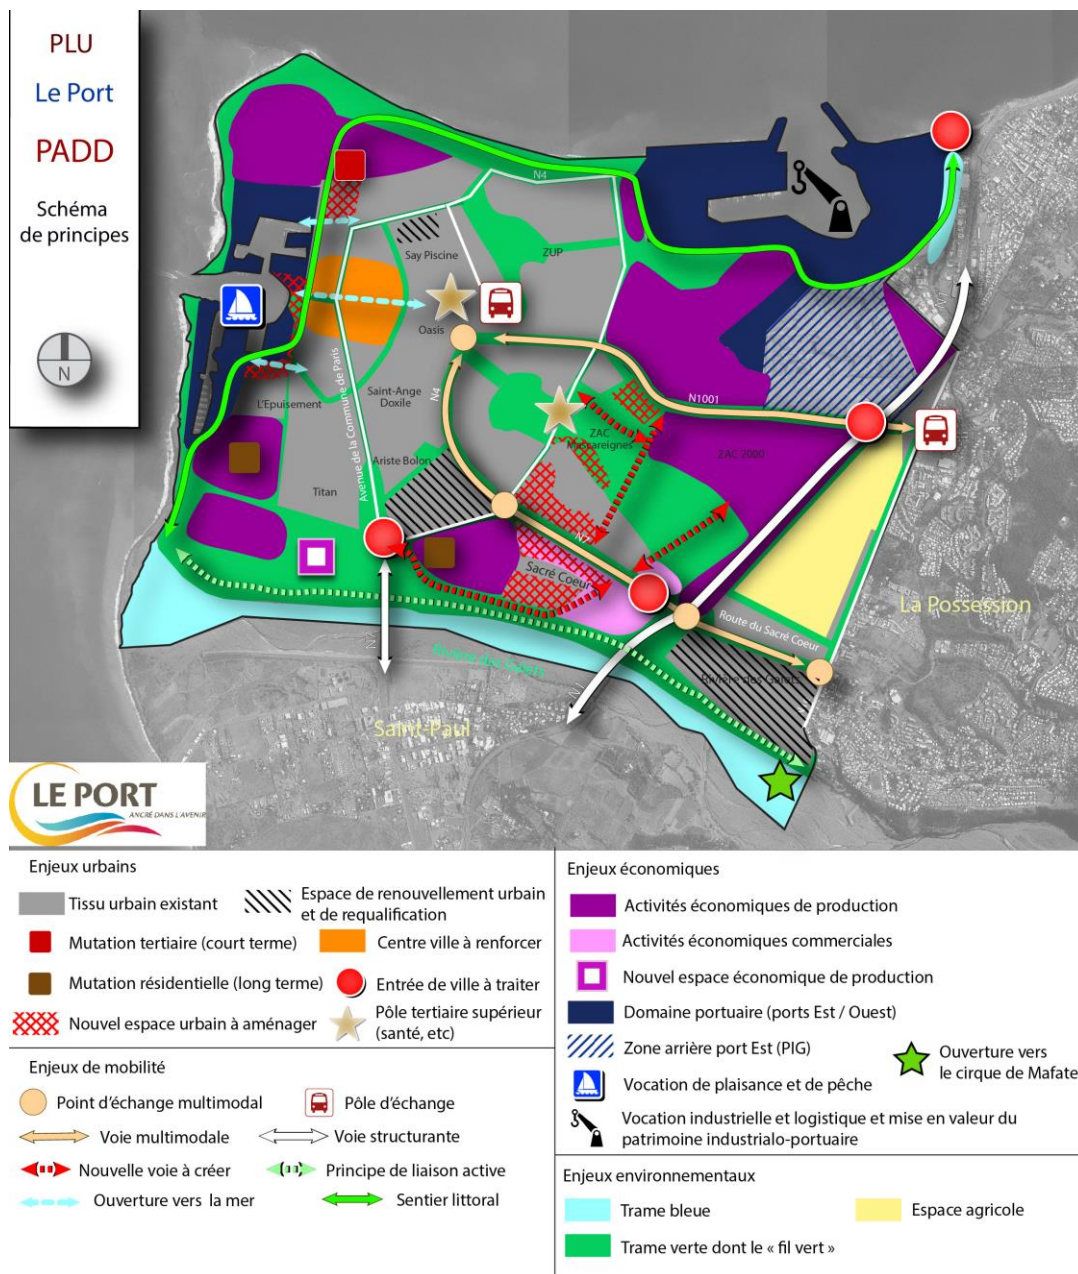 PLU
Le Port
PADD
Schéma
de principes
N
N4
Say Piscine
ZUP
Oasis
Avenue de la Commune de Paris
Saint-Ange
Doxile
N4
N1001
L'Epuisement
ZAC
Mascareignes
ZAC 2000
Ariste Bolon
Titan
N7
Sacré Coeur
N7
N1
N1
Route du Sacré Coeur
La Possession
Rivière des Galets
Rivière des Galets
Saint-Paul
LE PORT
ANCRÉ DANS L'AVENIR
Enjeux urbains
Tissu urbain existant
Espace de renouvellement urbain
et de requalification
Mutation tertiaire (court terme)
Centre ville à renforcer
Mutation résidentielle (long terme)
Entrée de ville à traiter
Nouvel espace urbain à aménager
Pôle tertiaire supérieur
(santé, etc)
Enjeux de mobilité
Point d'échange multimodal
Pôle d'échange
Voie multimodale
Voie structurante
Nouvelle voie à créer
Principe de liaison active
Ouverture vers la mer
Sentier littoral
Enjeux économiques
Activités économiques de production
Activités économiques commerciales
Nouvel espace économique de production
Domaine portuaire (ports Est / Ouest)
Zone arrière port Est (PIG)
Ouverture vers
le cirque de Mafate
Vocation de plaisance et de pêche
Vocation industrielle et logistique et mise en valeur du
patrimoine industrialo-portuaire
Enjeux environnementaux
Trame bleue
Espace agricole
Trame verte dont le « fil vert »